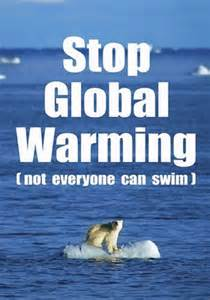 Stop
Global
Warming
( not everyone can swim )